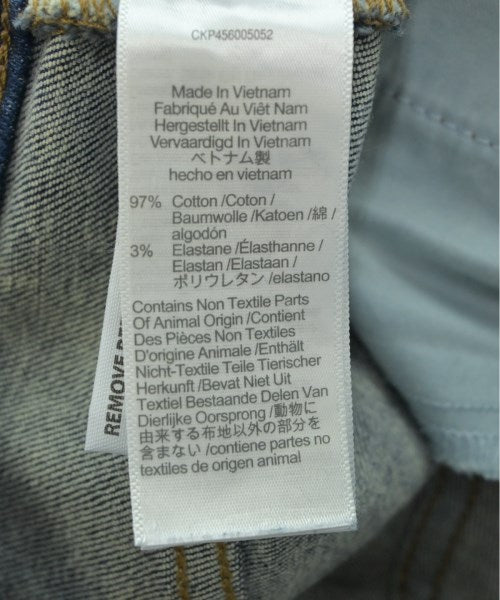 CKP456005052
Made In Vietnam
Fabriqué Au Viêt Nam
Hergestellt In Vietnam
Vervaardigd In Vietnam
ベトナム製
hecho en vietnam
97% Cotton /Coton /
Baumwolle /Katoen /綿 /
algodón
3% Elastane /Élasthanne /
Elastan /Elastaan /
ポリウレタン /elastano
Contains Non Textile Parts
Of Animal Origin /Contient
Des Pièces Non Textiles
D'origine Animale /Enthält
Nicht-Textile Teile Tierischer
Herkunft /Bevat Niet Uit
Textiel Bestaande Delen Van
Dierlijke Oorsprong /動物に
由来する布地以外の部分を
含まない /contiene partes no
textiles de origen animal
REMOVE